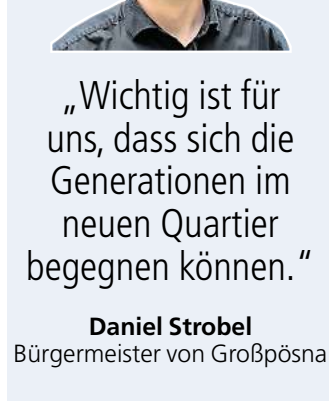 „Wichtig ist für
uns, dass sich die
Generationen im
neuen Quartier
begegnen können.“
Daniel Strobel
Bürgermeister von Großpösna